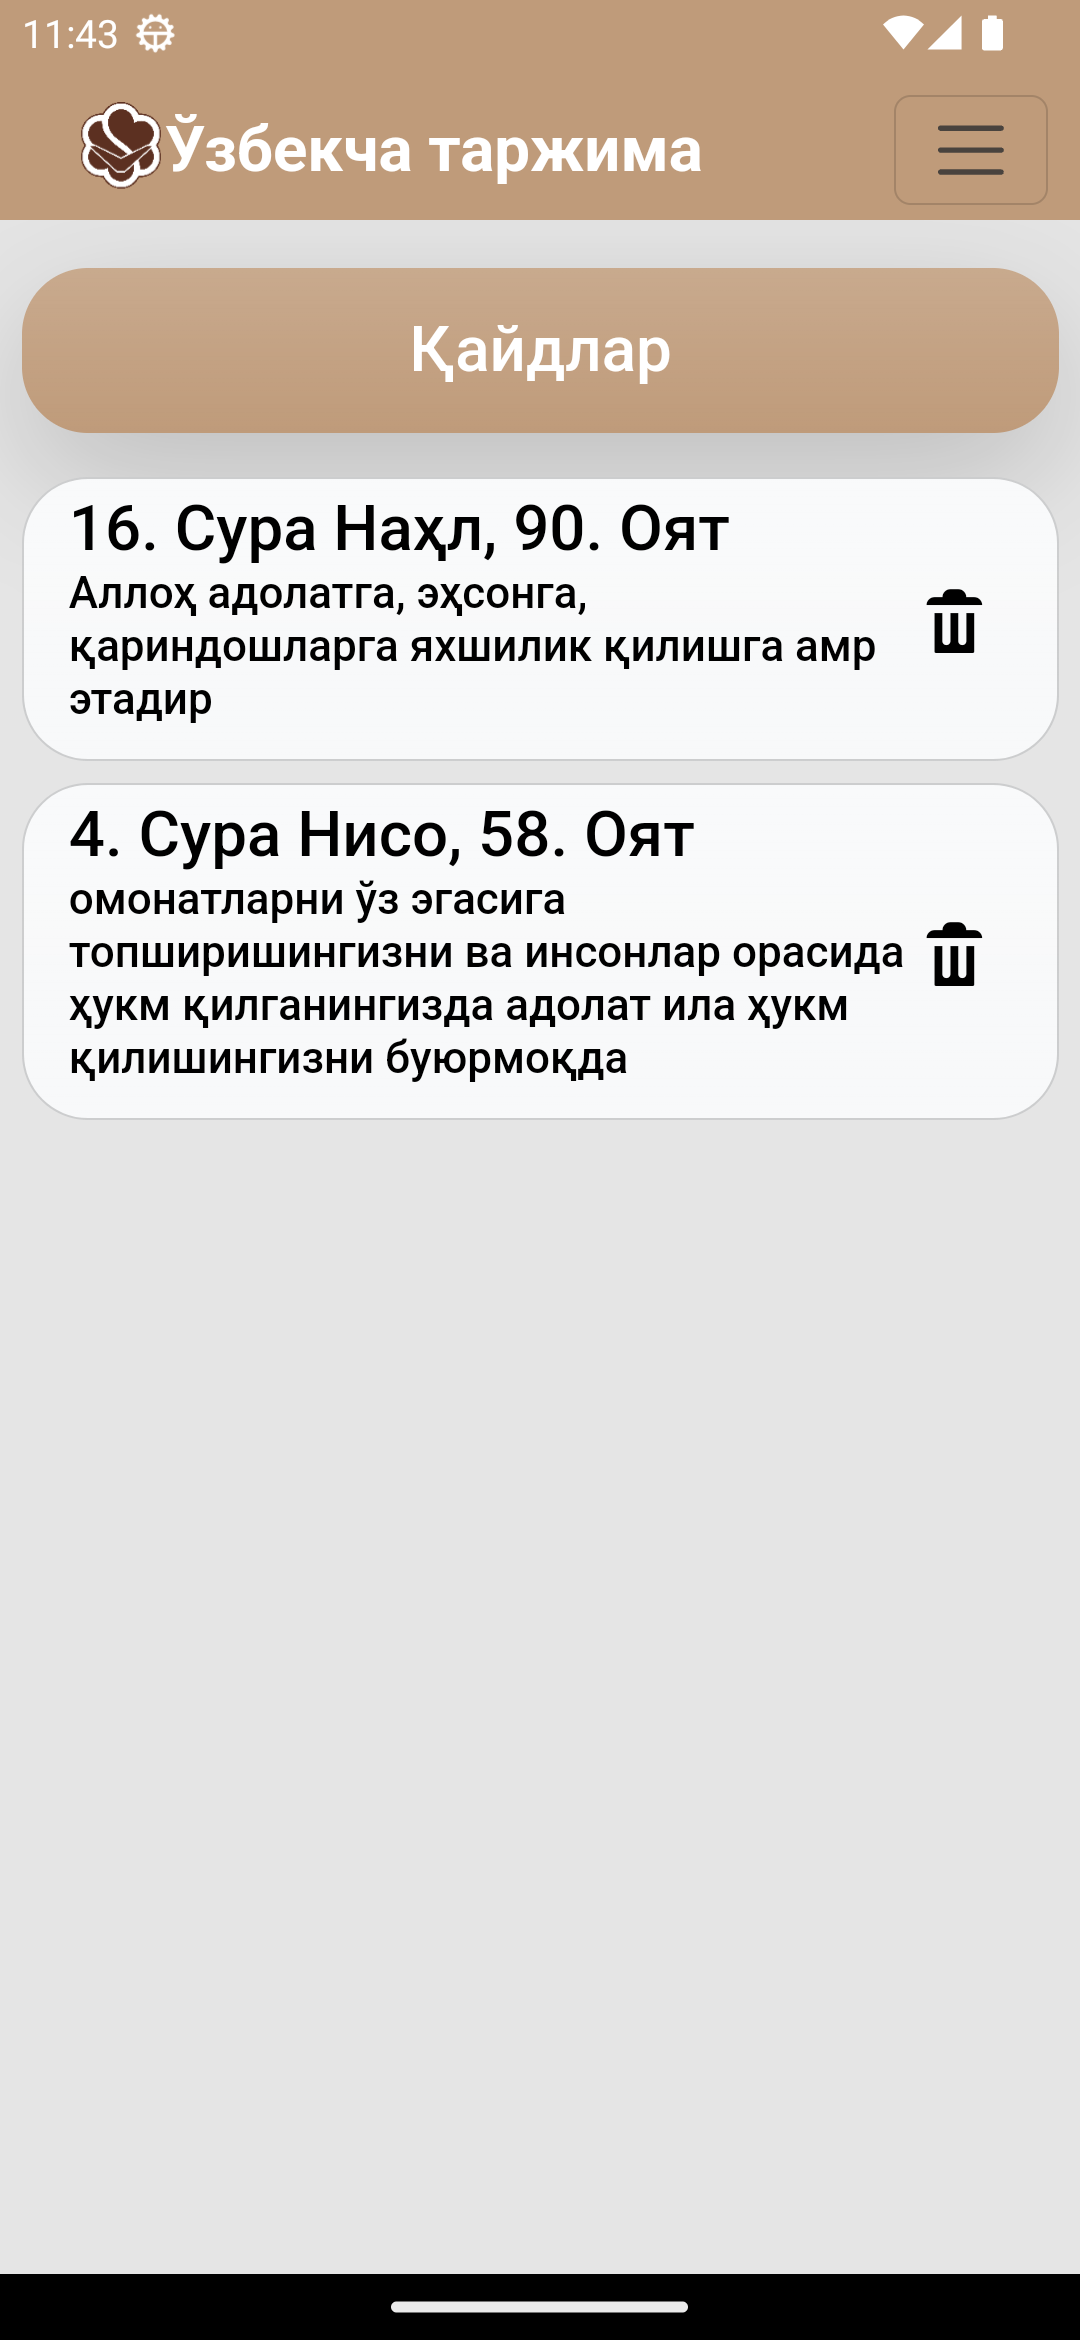 11:43
Ўзбекча таржима
Қайдлар
16. Сура Наҳл, 90. Оят
Аллоҳ адолатга, эҳсонга,
қариндошларга яхшилик қилишга амр
этадир
4. Сура Нисо, 58. Оят
омонатларни ўз эгасига
топширишингизни ва инсонлар орасида
ҳукм қилганингизда адолат ила ҳукм
қилишингизни буюрмоқда